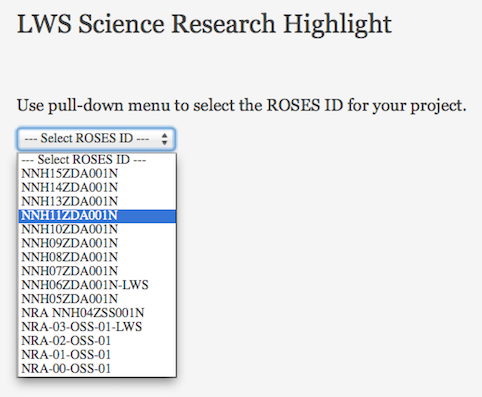 LWS Science Research Highlight
Use pull-down menu to select the ROSES ID for your project.
--- Select ROSES ID ---
--- Select ROSES ID ---
NNH15ZDA001N
NNH14ZDA001N
NNH13ZDA001N
NNH11ZDA001N
NNH10ZDA001N
NNH09ZDA001N
NNH08ZDA001N
NNH07ZDA001N
NNH06ZDA001N-LWS
NNH05ZDA001N
NRA NNH04ZSS001N
NRA-03-OSS-01-LWS
NRA-02-OSS-01
NRA-01-OSS-01
NRA-00-OSS-01